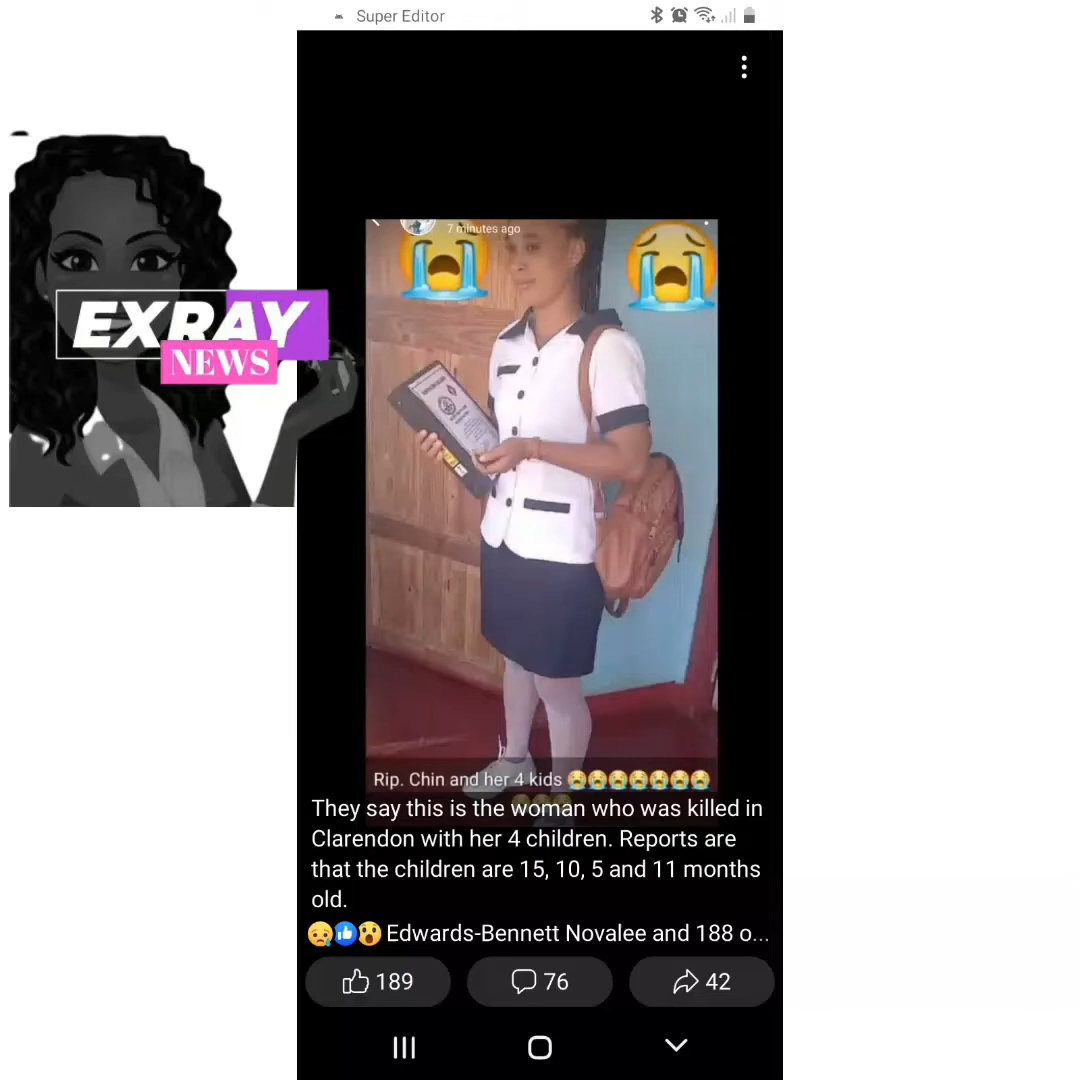 Super Editor
EXRAY
NEWS
7 minutes ago
Rip. Chin and her 4 kids
They say this is the woman who was killed in
Clarendon with her 4 children. Reports are
that the children are 15, 10, 5 and 11 months
old.
Edwards-Bennett Novalee and 188 o...
189
76
42